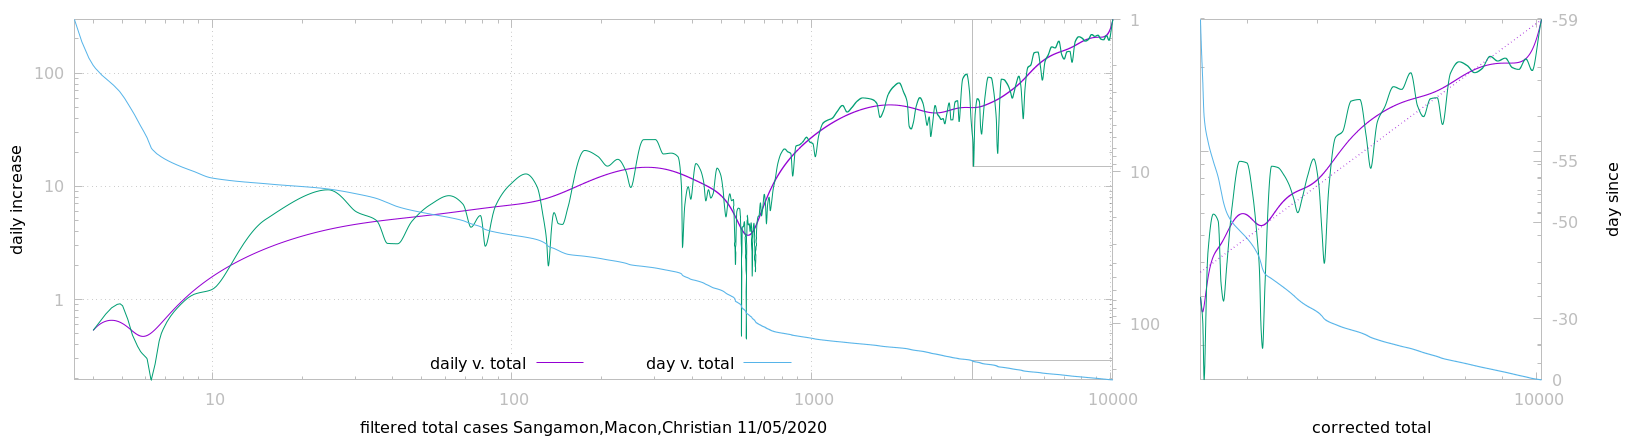 1
-59
100
daily increase
10
1
10
-55
-50
day since
100
-30
daily v. total
day v. total
0
10
100
1000
10000
10000
filtered total cases Sangamon,Macon,Christian 11/05/2020
corrected total